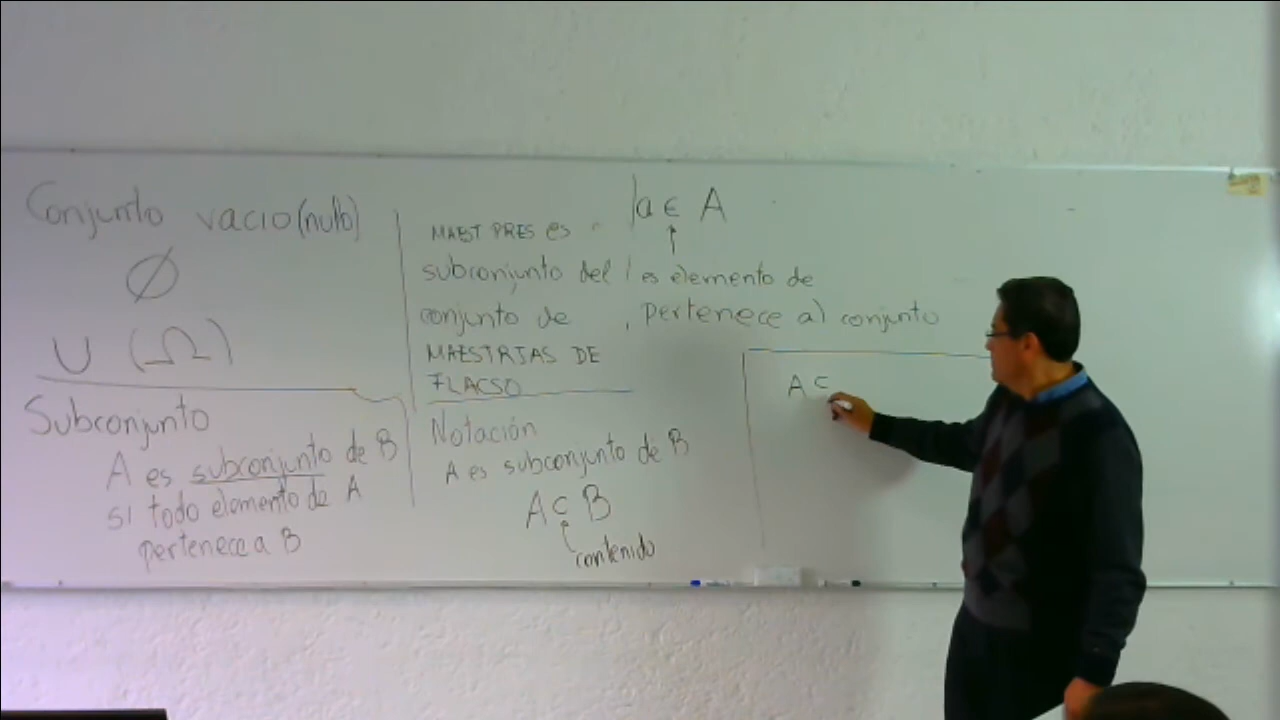 Conjunto vacio (nulo)
∅
U (Ω)
Subconjunto
A es subconjunto de B
si todo elemento de A
pertenece a B
MAEST PRES es
subconjunto del
conjunto de
MAESTRIAS DE
FLACSO
a ∈ A
↑
es elemento de
pertenece al conjunto
Notación
A es subconjunto de B
A ⊂ B
contenido
A ⊂